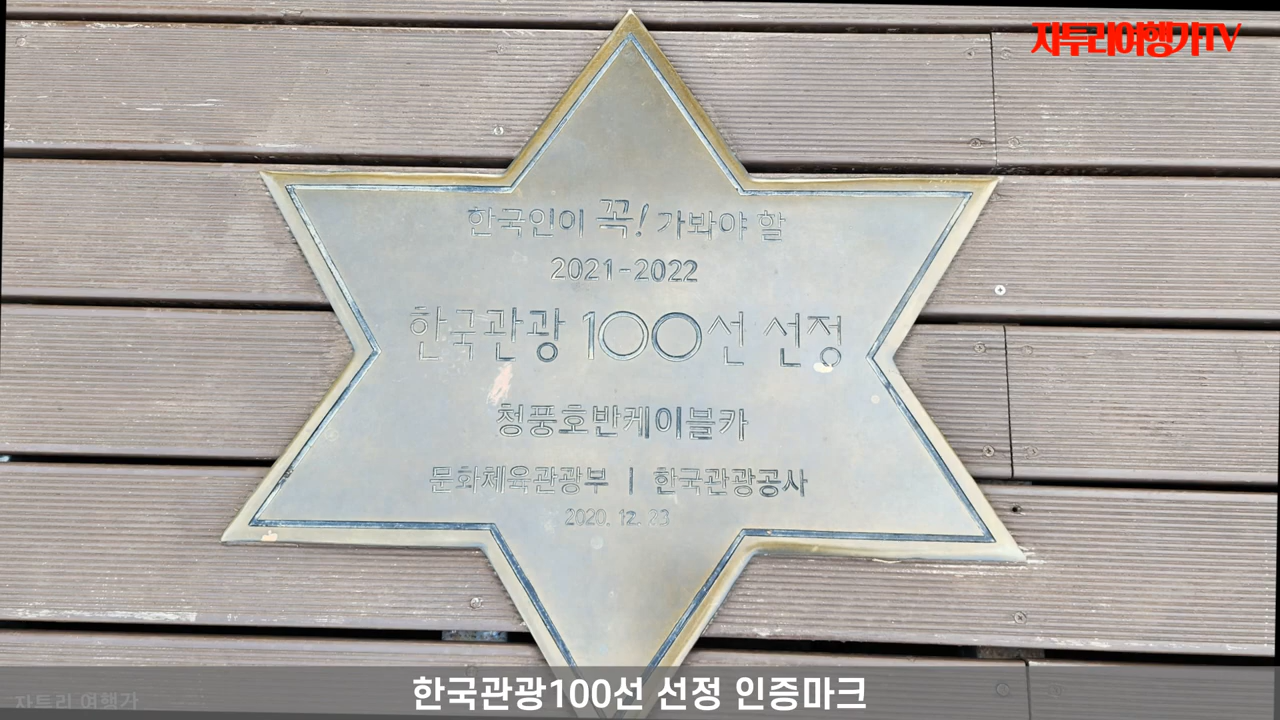 자투리여행가TV
한국인이 꼭! 가봐야 할
2021-2022
한국관광 100선 선정
청풍호반케이블카
문화체육관광부 | 한국관광공사
2020. 12. 23
자투리 여행가
한국관광100선 선정 인증마크